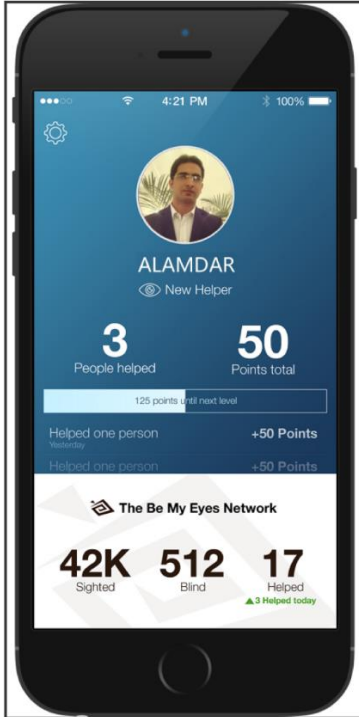 4:21 PM 100%
ALAMDAR
New Helper
3 50
People helped Points total
125 points until next level
Helped one person +50 Points
Yesterday
Helped one person +50 Points
The Be My Eyes Network
42K 512 17
Sighted Blind Helped
3 Helped today